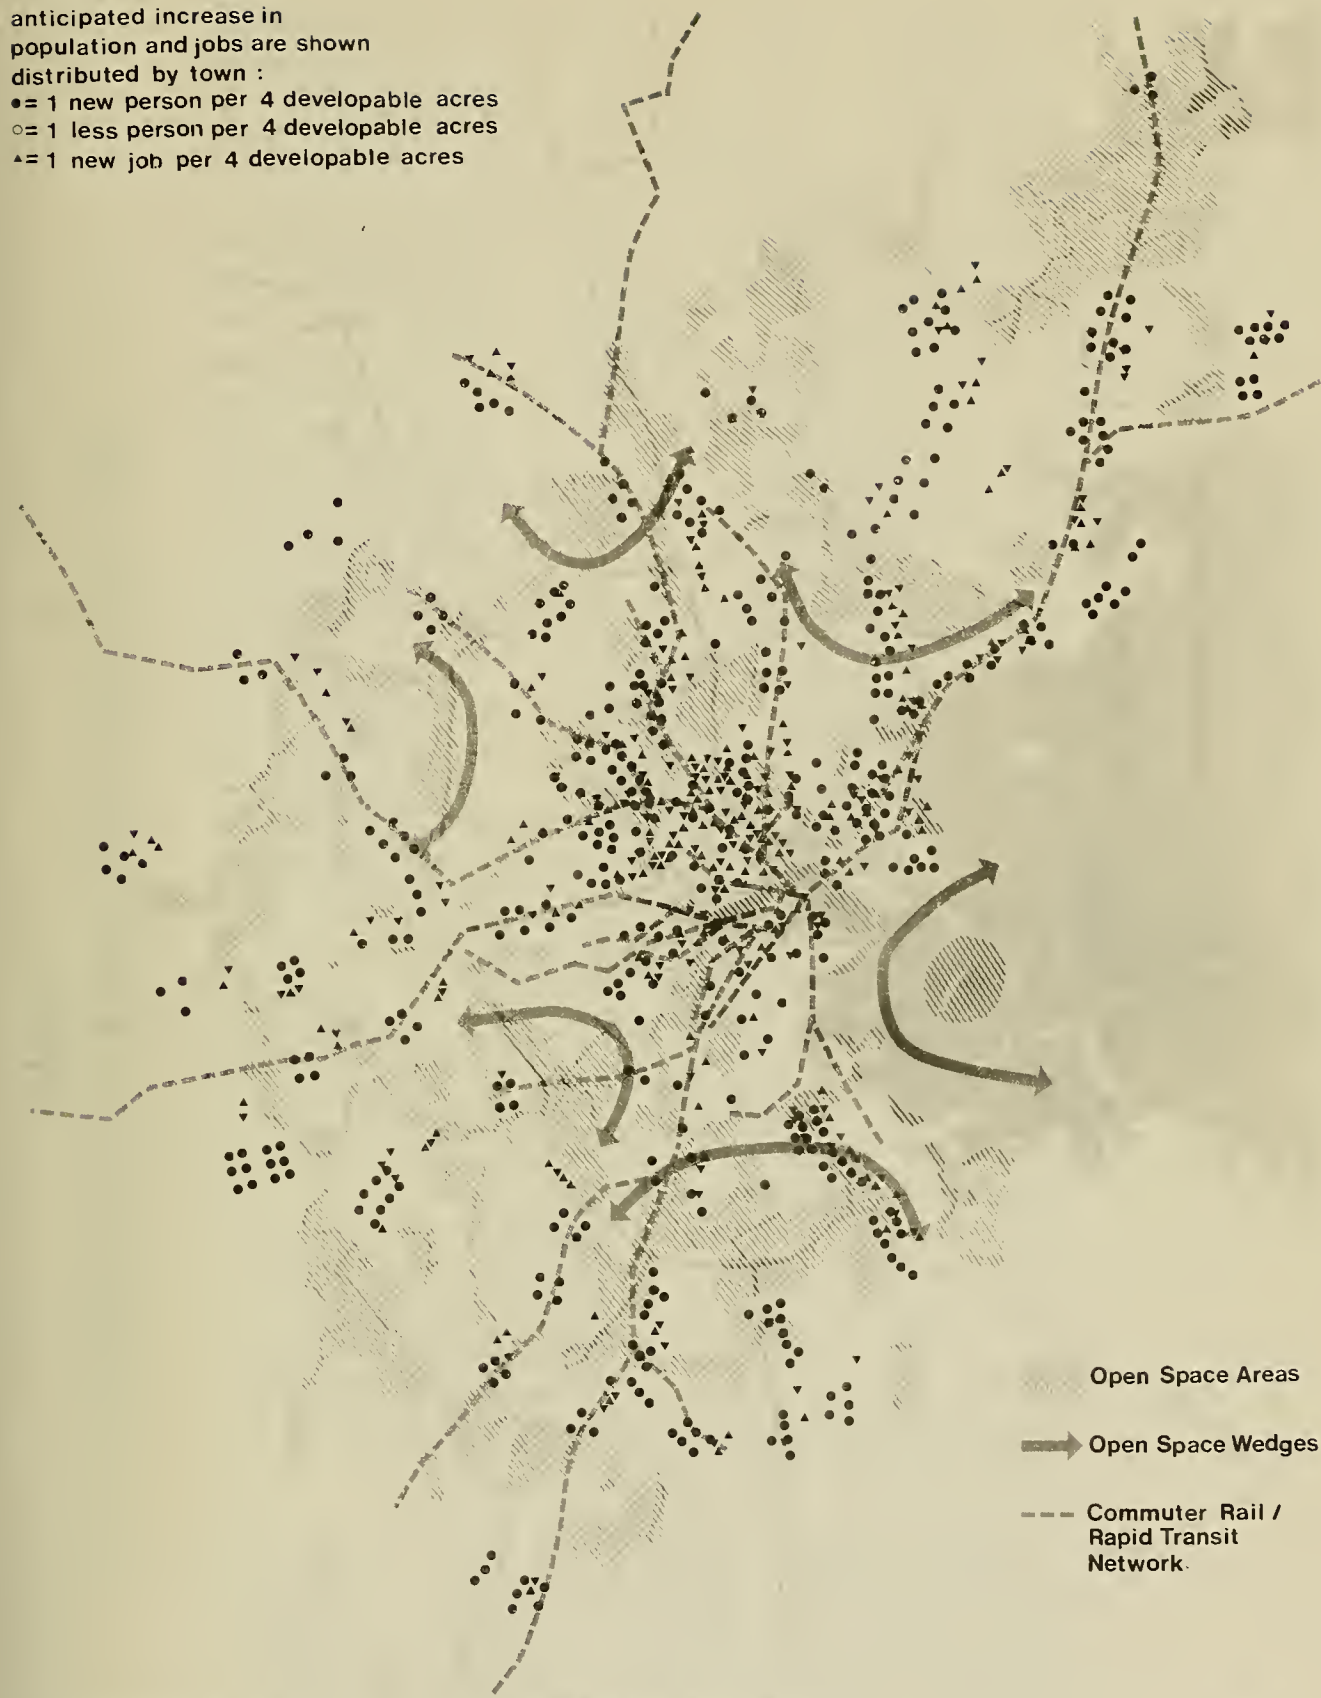 anticipated increase in
population and jobs are shown
distributed by town :
●= 1 new person per 4 developable acres
○= 1 less person per 4 developable acres
▲= 1 new job per 4 developable acres
Open Space Areas
Open Space Wedges
Commuter Rail /
Rapid Transit
Network.